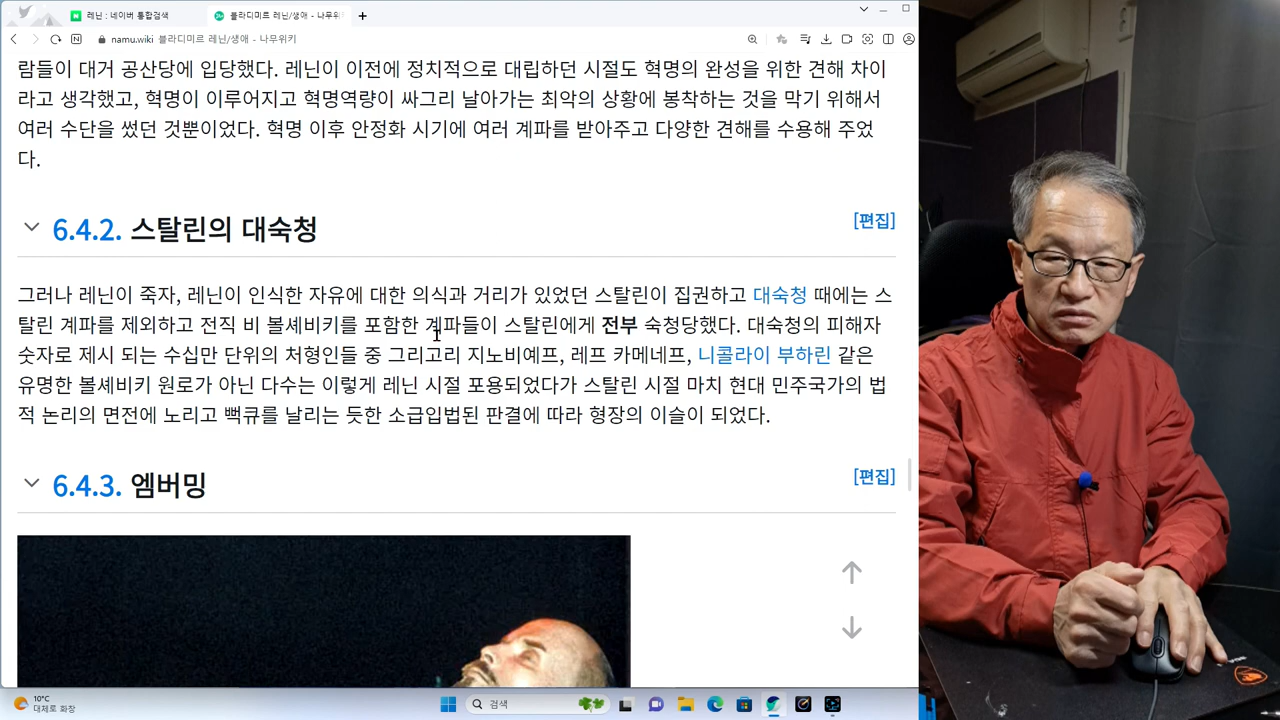 레닌 : 네이버 통합검색
블라디미르 레닌/생애 - 나무위
namu.wiki 블라디미르 레닌/생애 - 나무위키
람들이 대거 공산당에 입당했다. 레닌이 이전에 정치적으로 대립하던 시절도 혁명의 완성을 위한 견해 차이
라고 생각했고, 혁명이 이루어지고 혁명역량이 싸그리 날아가는 최악의 상황에 봉착하는 것을 막기 위해서
여러 수단을 썼던 것뿐이었다. 혁명 이후 안정화 시기에 여러 계파를 받아주고 다양한 견해를 수용해 주었
다.
6.4.2. 스탈린의 대숙청
[편집]
그러나 레닌이 죽자, 레닌이 인식한 자유에 대한 의식과 거리가 있었던 스탈린이 집권하고 대숙청 때에는 스
탈린 계파를 제외하고 전직 비 볼셰비키를 포함한 계파들이 스탈린에게 전부 숙청당했다. 대숙청의 피해자
숫자로 제시 되는 수십만 단위의 처형인들 중 그리고리 지노비예프, 레프 카메네프, 니콜라이 부하린 같은
유명한 볼셰비키 원로가 아닌 다수는 이렇게 레닌 시절 포용되었다가 스탈린 시절 마치 현대 민주국가의 법
적 논리의 면전에 노리고 뻑큐를 날리는 듯한 소급입법된 판결에 따라 형장의 이슬이 되었다.
6.4.3. 엠버밍
[편집]
10°C
대체로 화창
검색